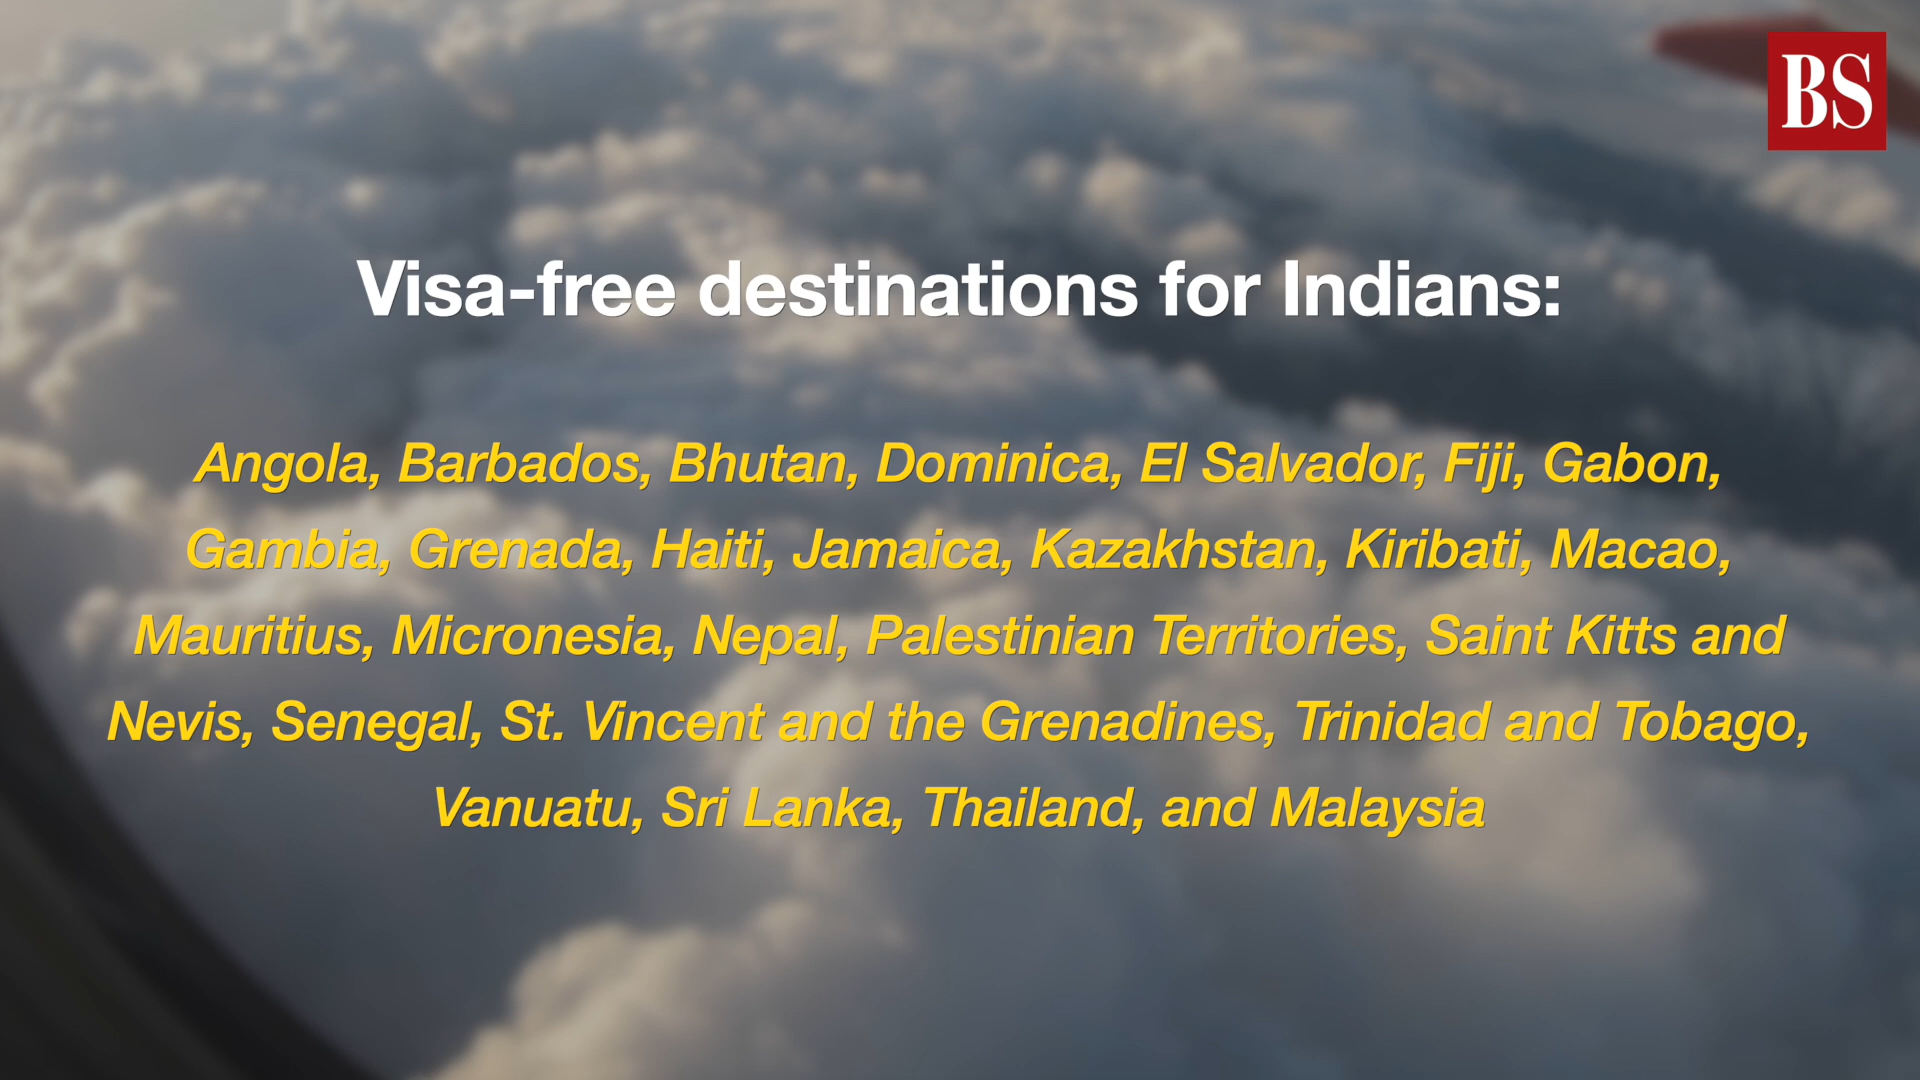 BS
Visa-free destinations for Indians:
Angola, Barbados, Bhutan, Dominica, El Salvador, Fiji, Gabon,
Gambia, Grenada, Haiti, Jamaica, Kazakhstan, Kiribati, Macao,
Mauritius, Micronesia, Nepal, Palestinian Territories, Saint Kitts and
Nevis, Senegal, St. Vincent and the Grenadines, Trinidad and Tobago,
Vanuatu, Sri Lanka, Thailand, and Malaysia